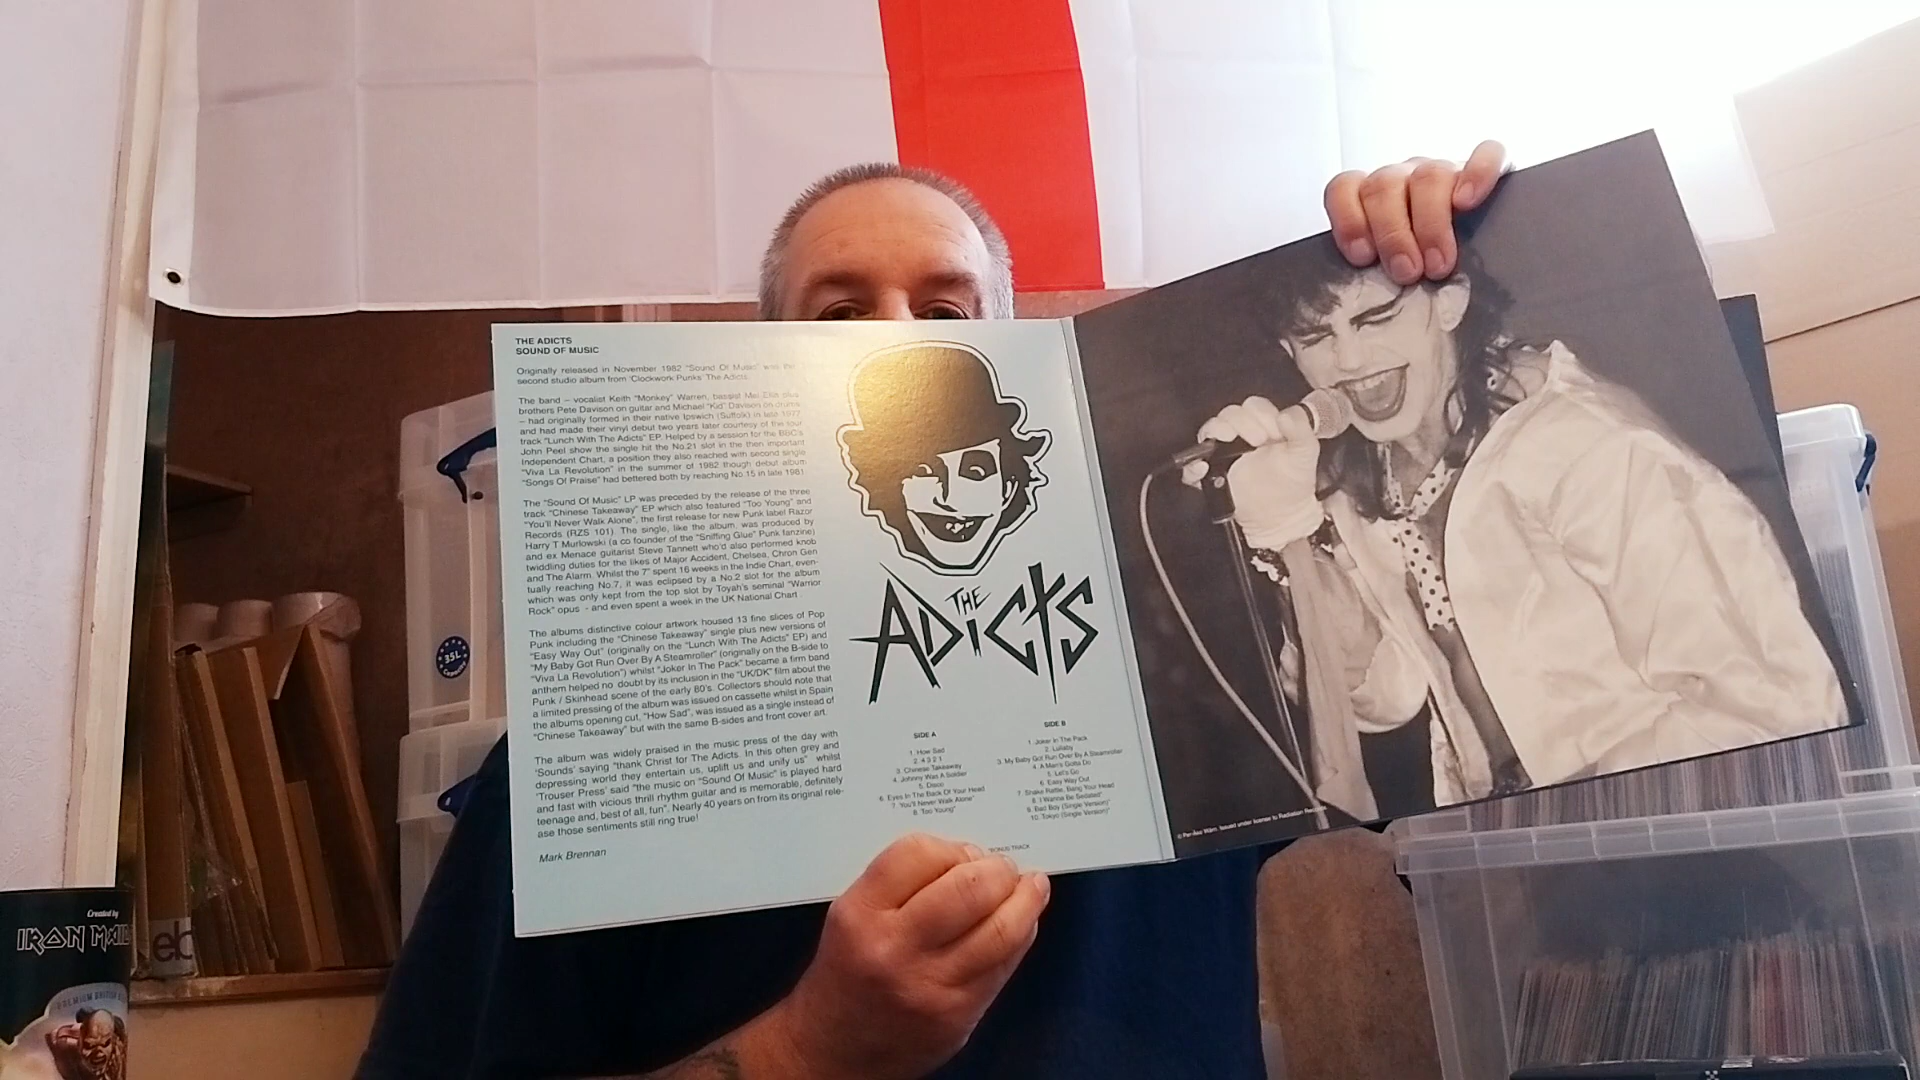 THE ADICTS
SOUND OF MUSIC
Originally released in November 1982 "Sound Of Music" was the
second studio album from 'Clockwork Punks' The Adicts.
The band – vocalist Keith "Monkey" Warren, bassist Mel Ellis plus
brothers Pete Davison on guitar and Michael "Kid" Davison on drums
– had originally formed in their native Ipswich (Suffolk) in late 1977
and had made their vinyl debut two years later courtesy of the four
track "Lunch With The Adicts" EP. Helped by a session for the BBC's
John Peel show the single hit the No.21 slot in the then important
Independent Chart, a position they also reached with second single
"Viva La Revolution" in the summer of 1982 though debut album
"Songs Of Praise" had bettered both by reaching No.15 in late 1981.
The "Sound Of Music" LP was preceded by the release of the three
track "Chinese Takeaway" EP which also featured "Too Young" and
"You'll Never Walk Alone", the first release for new Punk label Razor
Records (RZS 101). The single, like the album, was produced by
Harry T Murlowski (a co founder of the "Sniffing Glue" Punk fanzine)
and ex Menace guitarist Steve Tannett who'd also performed knob
twiddling duties for the likes of Major Accident, Chelsea, Chron Gen
and The Alarm. Whilst the 7" spent 16 weeks in the Indie Chart, even-
tually reaching No.7, it was eclipsed by a No.2 slot for the album
which was only kept from the top slot by Toyah's seminal "Warrior
Rock" opus - and even spent a week in the UK National Chart .
The albums distinctive colour artwork housed 13 fine slices of Pop
Punk including the "Chinese Takeaway" single plus new versions of
"Easy Way Out" (originally on the "Lunch With The Adicts" EP) and
"My Baby Got Run Over By A Steamroller" (originally on the B-side to
"Viva La Revolution") whilst "Joker In The Pack" became a firm band
anthem helped no doubt by its inclusion in the "UK/DK" film about the
Punk / Skinhead scene of the early 80's. Collectors should note that
a limited pressing of the album was issued on cassette whilst in Spain
the albums opening cut, "How Sad", was issued as a single instead of
"Chinese Takeaway" but with the same B-sides and front cover art.
The album was widely praised in the music press of the day with
'Sounds' saying "thank Christ for The Adicts. In this often grey and
depressing world they entertain us, uplift us and unify us" whilst
'Trouser Press' said "the music on "Sound Of Music" is played hard
and fast with vicious thrill rhythm guitar and is memorable, definitely
teenage and, best of all, fun". Nearly 40 years on from its original rele-
ase those sentiments still ring true!
Mark Brennan
THE
ADICTS
SIDE A
1. How Sad
2. 4 3 2 1
3. Chinese Takeaway
4. Johnny Was A Soldier
5. Disco
6. Eyes In The Back Of Your Head
7. "You'll Never Walk Alone"
8. "Too Young"
SIDE B
1. Joker In The Pack
2. Lullaby
3. My Baby Got Run Over By A Steamroller
4. A Man's Gotta Do
5. Let's Go
6. Easy Way Out
7. Shake Rattle, Bang Your Head
8. I Wanna Be Sedated*
9. Bad Boy (Single Version)*
10. Tokyo (Single Version)*
*BONUS TRACK
Issued under license to Radiation
35L
Capacity
eb
Created by
IRON MAI
PREMIUM BRITISH